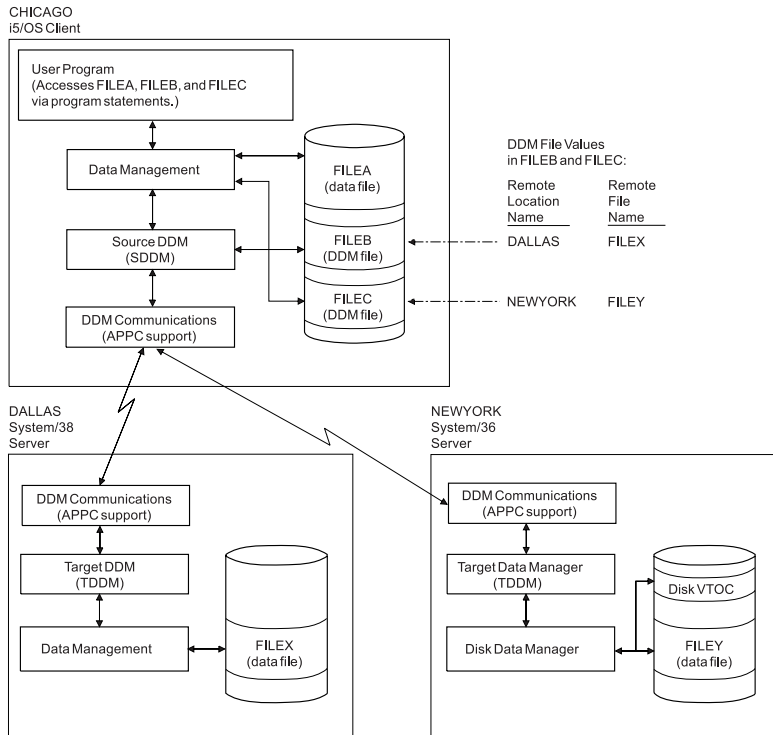 CHICAGO
i5/OS Client
User Program
(Accesses FILEA, FILEB, and FILEC
via program statements.)
Data Management
FILEA
(data file)
Source DDM
(SDDM)
FILEB
(DDM file)
FILEC
(DDM file)
DDM Communications
(APPC support)
DDM File Values
in FILEB and FILEC:
Remote
Location
Name
Remote
File
Name
DALLAS
FILEX
NEWYORK
FILEY
DALLAS
System/38
Server
DDM Communications
(APPC support)
Target DDM
(TDDM)
Data Management
FILEX
(data file)
NEWYORK
System/36
Server
DDM Communications
(APPC support)
Target Data Manager
(TDDM)
Disk VTOC
Disk Data Manager
FILEY
(data file)